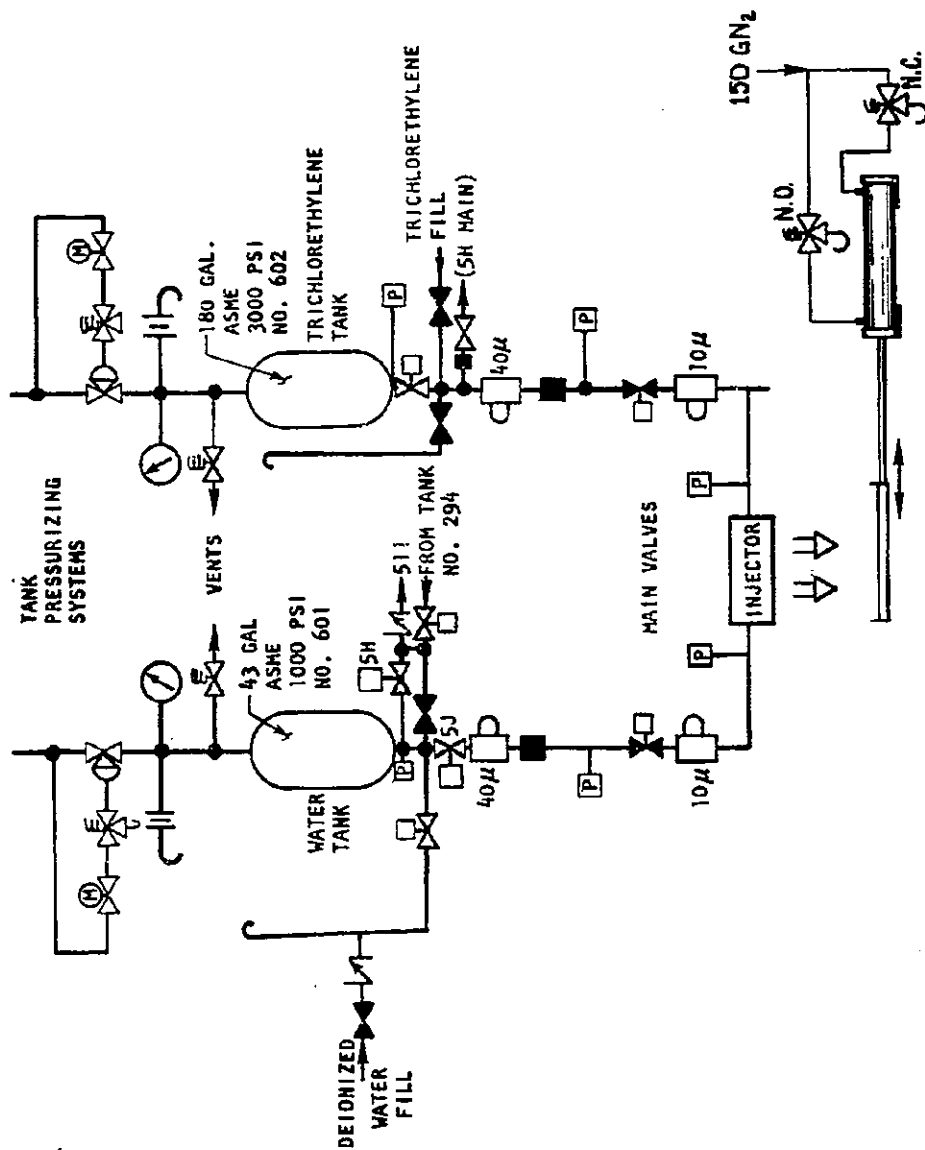 TANK
PRESSURIZING
SYSTEMS
M
E
E
VENTS
E
E
M
43 GAL
ASME
1000 PSI
NO. 601
180 GAL.
ASME
3000 PSI
NO. 602
WATER
TANK
TRICHLORETHYLENE
TANK
P
5H
FROM TANK
NO. 294
P
TRICHLORETHYLENE
FILL
(5H MAIN)
5J
40μ
40μ
DEIONIZED
WATER
FILL
P
P
10μ
10μ
MAIN VALVES
P
P
INJECTOR
150 GN2
E N.O.
E N.C.